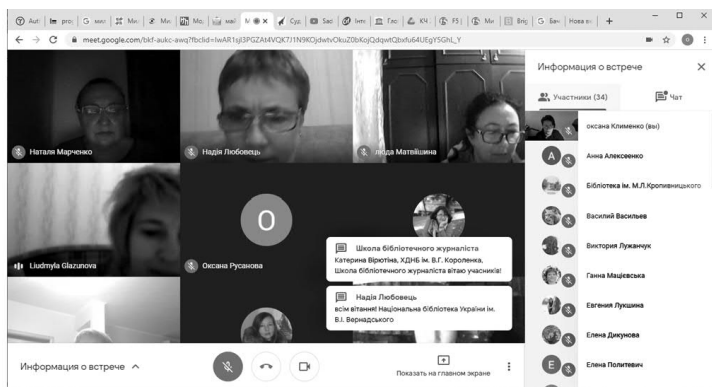 meet.google.com/bkf-aukc-awq?fbclid=IwAR1sjl3PGZAt4VQK7J1N9KOjdwtvOkuZ0bKojQdqwtQbxfu64UEgY5GhL_Y
Информация о встрече
Участники (34)
Чат
оксана Клименко (вы)
Анна Алексеенко
Бібліотека ім. М.Л.Кропивницького
Василий Васильев
Виктория Лужанчук
Ганна Мацієвська
Евгения Лукшина
Елена Дикунова
Елена Политевич
Наталя Марченко
Надія Любовець
люда Матвіїшина
Liudmyla Glazunova
О
Оксана Русанова
Школа бібліотечного журналіста
Катерина Вірютіна, ХДНБ ім. В.Г. Короленка,
Школа бібліотечного журналіста вітаю учасників!
Надія Любовець
всім вітання! Національна бібліотека України ім.
В.І. Вернадського
Информация о встрече
Показать на главном экране